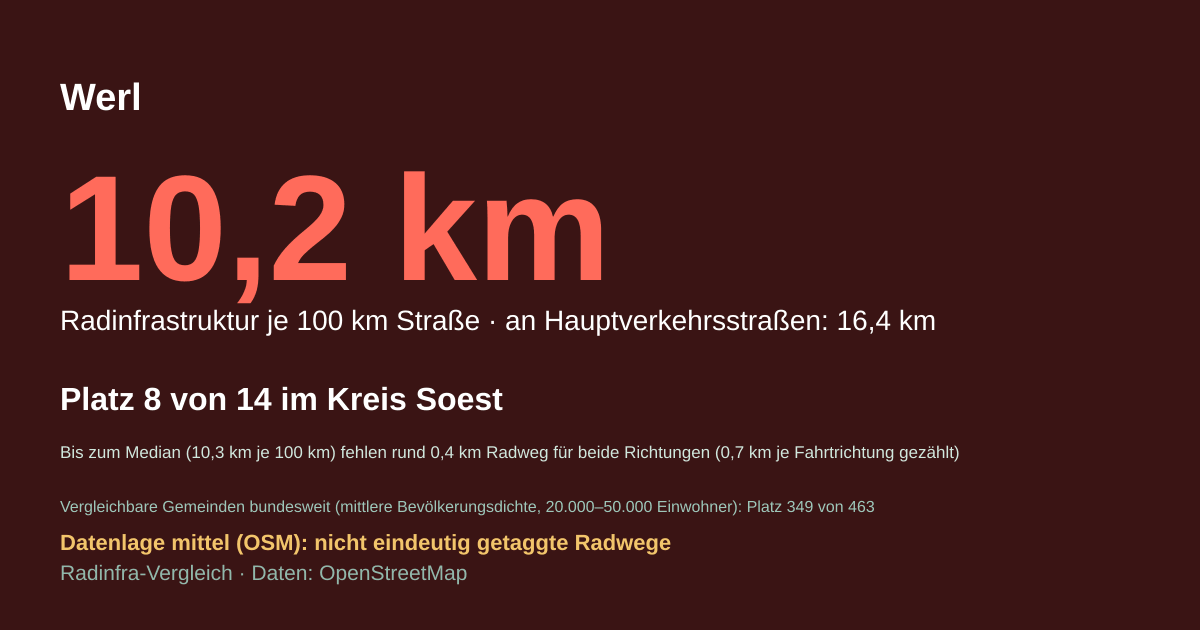 Werl
10,2 km
Radinfrastruktur je 100 km Straße · an Hauptverkehrsstraßen: 16,4 km
Platz 8 von 14 im Kreis Soest
Bis zum Median (10,3 km je 100 km) fehlen rund 0,4 km Radweg für beide Richtungen (0,7 km je Fahrtrichtung gezählt)
Vergleichbare Gemeinden bundesweit (mittlere Bevölkerungsdichte, 20.000–50.000 Einwohner): Platz 349 von 463
Datenlage mittel (OSM): nicht eindeutig getaggte Radwege
Radinfra-Vergleich · Daten: OpenStreetMap